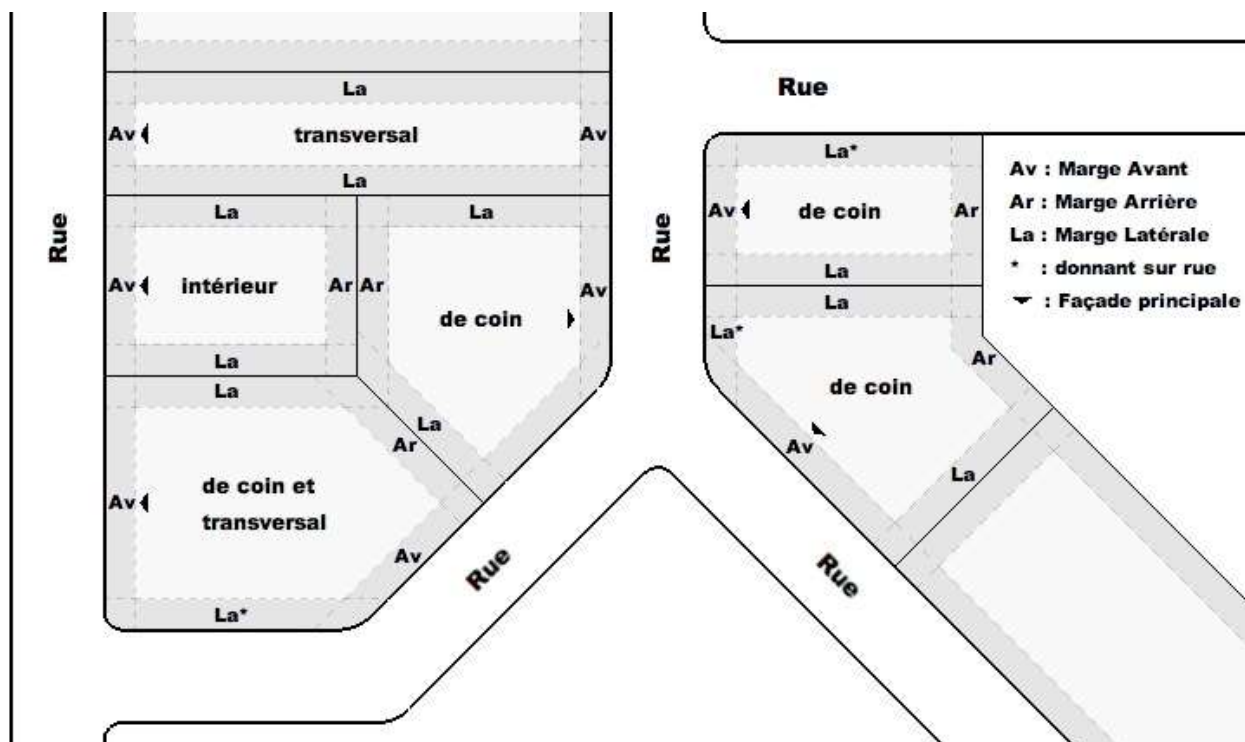 La
Av
transversal
Av
La
Rue
La
Av
intérieur
Ar
La
La
Ar
de coin
Av
La
La
Av
de coin et
transversal
Ar
Av
La*
Rue
Rue
Rue
La*
Av
de coin
Ar
La
La
La*
Ar
de coin
Av
La
Rue
Av : Marge Avant
Ar : Marge Arrière
La : Marge Latérale
* : donnant sur rue
: Façade principale